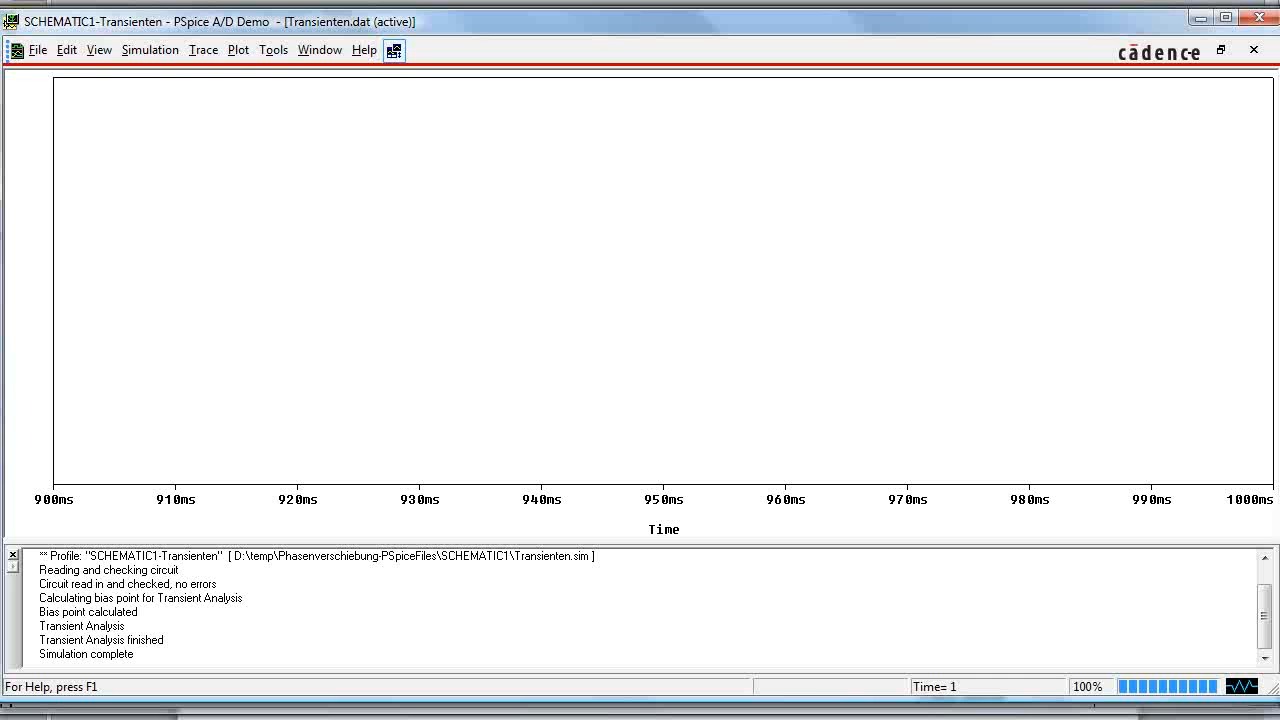 SCHEMATIC1-Transienten - PSpice A/D Demo - [Transienten.dat (active)]
File Edit View Simulation Trace Plot Tools Window Help
cādence
900ms 910ms 920ms 930ms 940ms 950ms 960ms 970ms 980ms 990ms 1000ms
Time
** Profile: "SCHEMATIC1-Transienten" [ D:\temp\Phasenverschiebung-PSpiceFiles\SCHEMATIC1\Transienten.sim ]
Reading and checking circuit
Circuit read in and checked, no errors
Calculating bias point for Transient Analysis
Bias point calculated
Transient Analysis
Transient Analysis finished
Simulation complete
For Help, press F1 Time= 1 100%